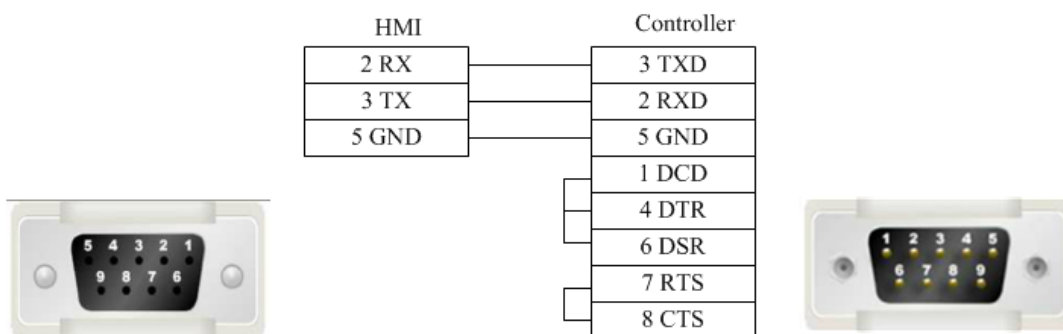 HMI
Controller
2 RX
3 TXD
3 TX
2 RXD
5 GND
5 GND
1 DCD
4 DTR
6 DSR
7 RTS
8 CTS
5 4 3 2 1
9 8 7 6
1 2 3 4 5
6 7 8 9